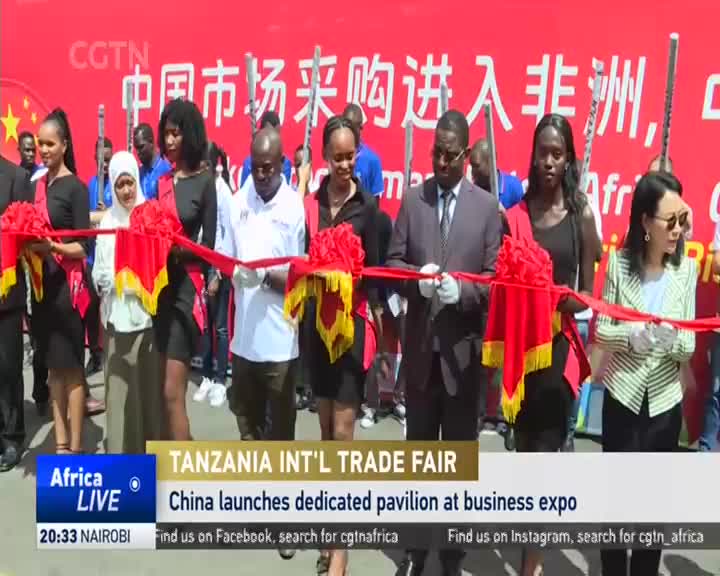 CGTN
中国市场采购进入非洲,
Afri
TANZANIA INT'L TRADE FAIR
China launches dedicated pavilion at business expo
Africa
LIVE
20:33 NAIROBI
Find us on Facebook, search for cgtnafrica
Find us on Instagram, search for cgtn_africa